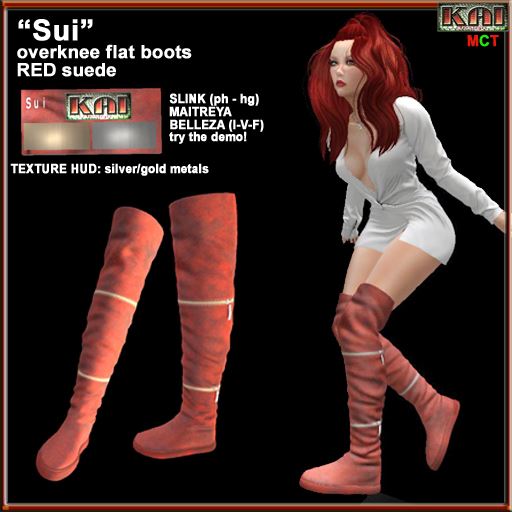 “Sui”
overknee flat boots
RED suede
KAI
MCT
Sui KAI
SLINK (ph - hg)
MAITREYA
BELLEZA (I-V-F)
try the demo!
TEXTURE HUD: silver/gold metals